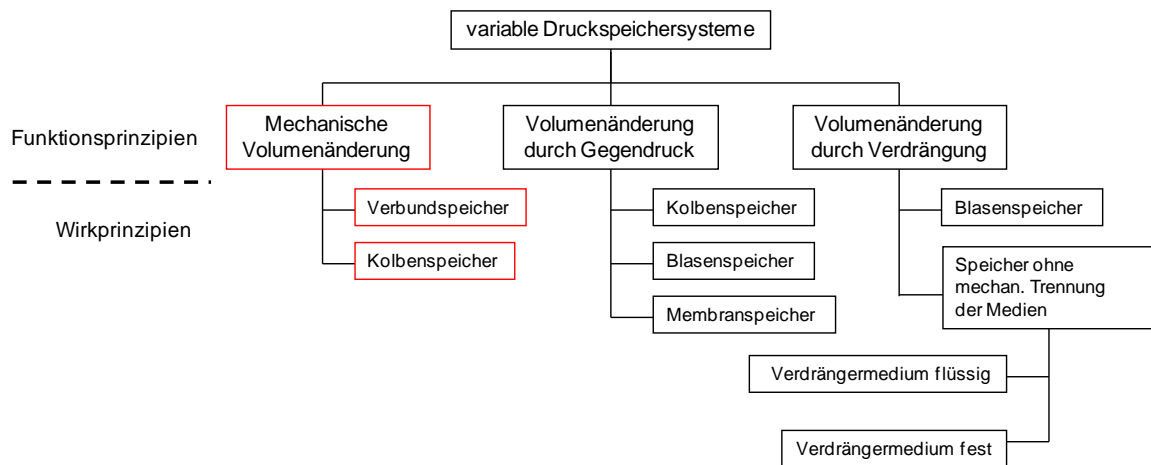 variable Druckspeichersysteme
Funktionsprinzipien
Mechanische
Volumenänderung
Volumenänderung
durch Gegendruck
Volumenänderung
durch Verdrängung
Wirkprinzipien
Verbundspeicher
Kolbenspeicher
Kolbenspeicher
Blasenspeicher
Membranspeicher
Blasenspeicher
Speicher ohne
mechan. Trennung
der Medien
Verdrängermedium flüssig
Verdrängermedium fest